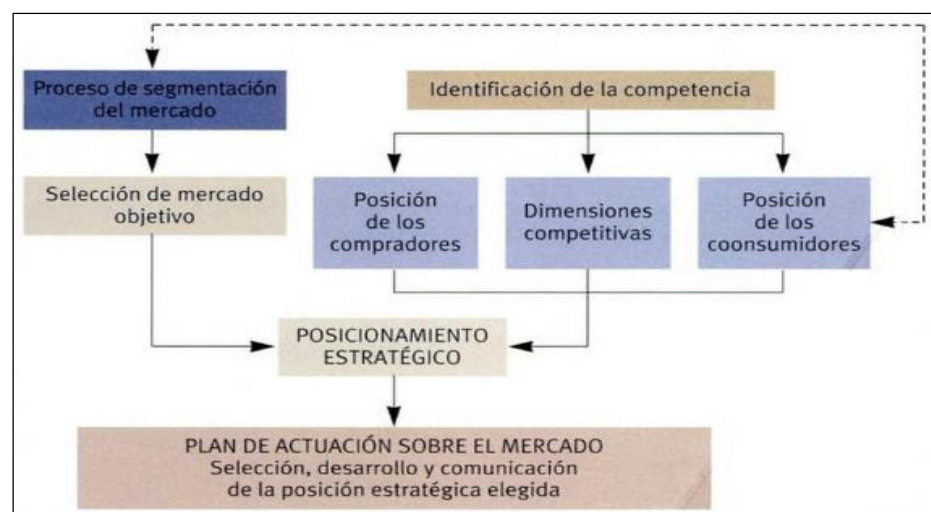 Proceso de segmentación
del mercado
Identificación de la competencia
Selección de mercado
objetivo
Posición
de los
compradores
Dimensiones
competitivas
Posición
de los
coonsumidores
POSICIONAMIENTO
ESTRATÉGICO
PLAN DE ACTUACIÓN SOBRE EL MERCADO
Selección, desarrollo y comunicación
de la posición estratégica elegida